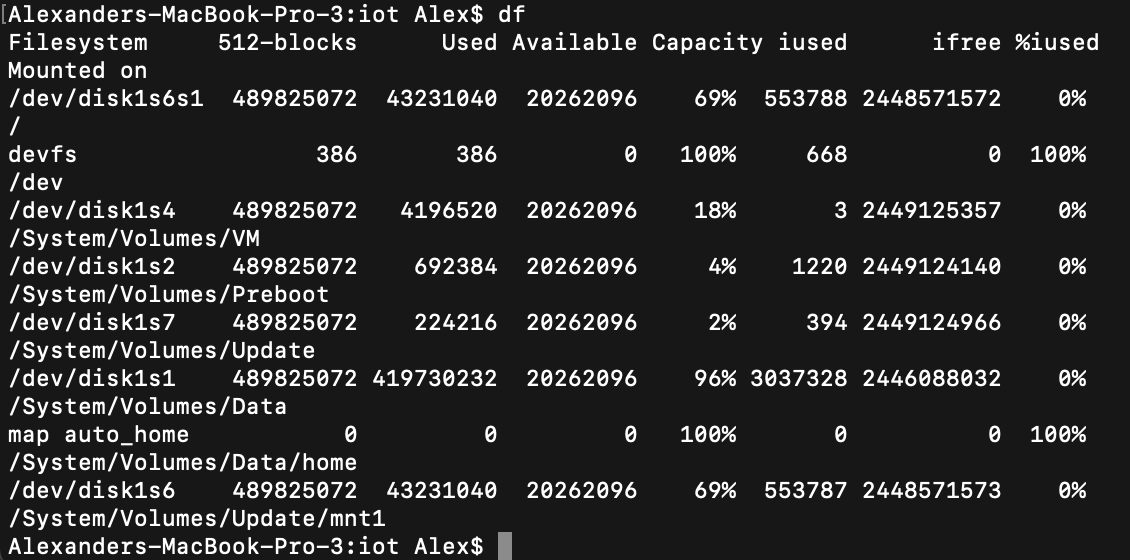 [Alexanders-MacBook-Pro-3:iot Alex$ df
Filesystem     512-blocks      Used Available Capacity iused      ifree %iused
Mounted on
/dev/disk1s6s1  489825072  43231040  20262096    69%  553788 2448571572    0%
/
devfs                 386       386         0   100%     668          0  100%
/dev
/dev/disk1s4    489825072   4196520  20262096    18%       3 2449125357    0%
/System/Volumes/VM
/dev/disk1s2    489825072    692384  20262096     4%    1220 2449124140    0%
/System/Volumes/Preboot
/dev/disk1s7    489825072    224216  20262096     2%     394 2449124966    0%
/System/Volumes/Update
/dev/disk1s1    489825072 419730232  20262096    96% 3037328 2446088032    0%
/System/Volumes/Data
map auto_home           0         0         0   100%       0          0  100%
/System/Volumes/Data/home
/dev/disk1s6    489825072  43231040  20262096    69%  553787 2448571573    0%
/System/Volumes/Update/mnt1
Alexanders-MacBook-Pro-3:iot Alex$